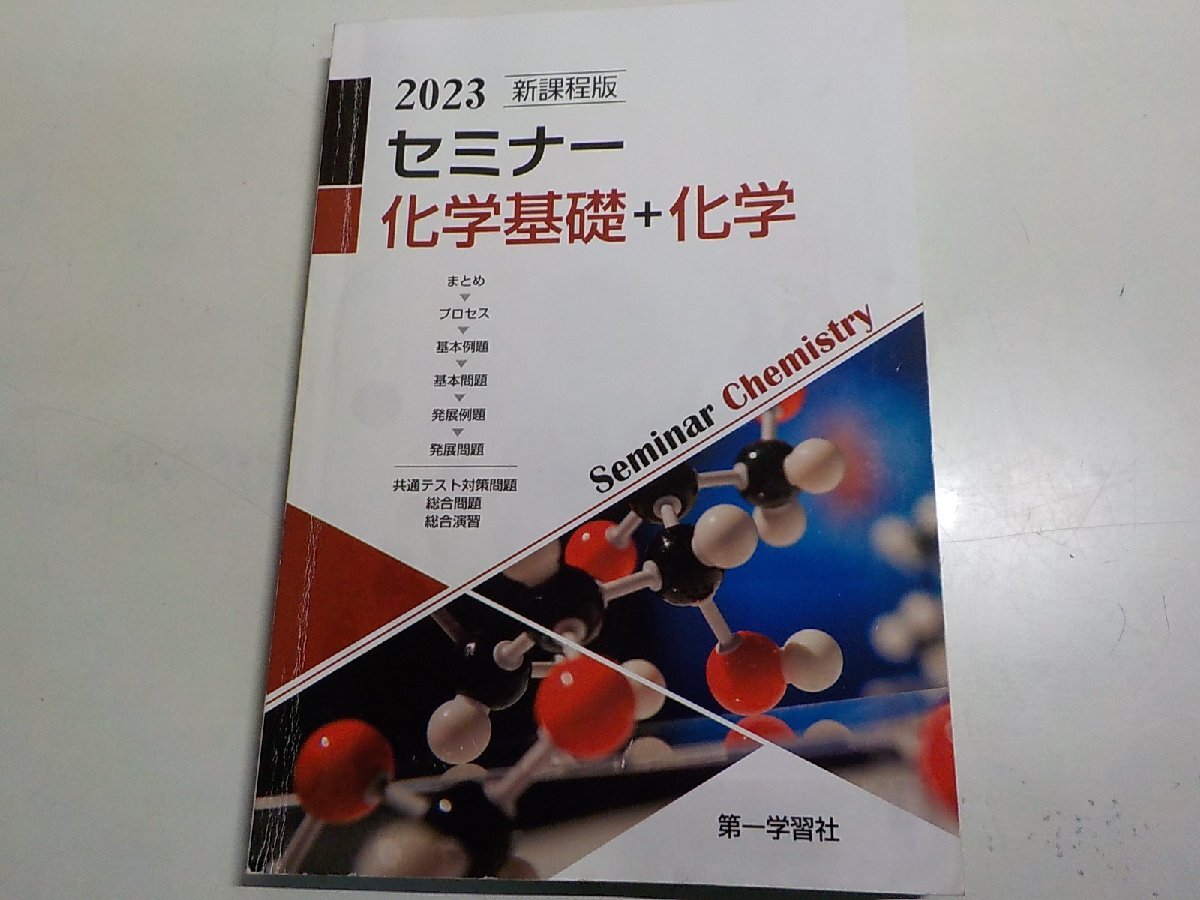 2023 新課程版
セミナー
化学基礎+化学
まとめ
プロセス
基本例題
基本問題
発展例題
発展問題
共通テスト対策問題
総合問題
総合演習
Seminar Chemistry
第一学習社